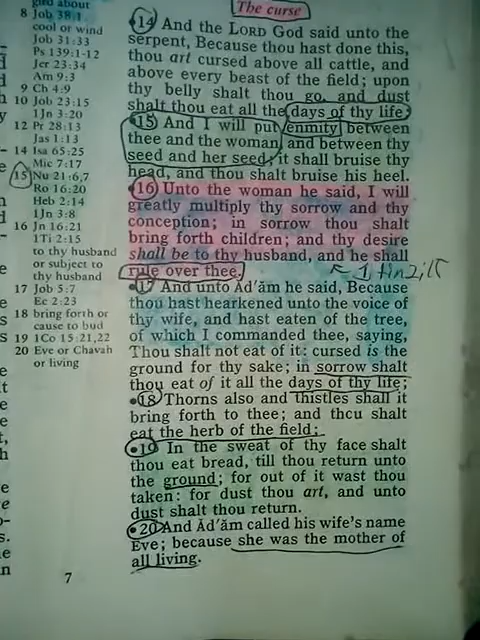 The curse
14 And the LORD God said unto the
serpent, Because thou hast done this,
thou art cursed above all cattle, and
above every beast of the field; upon
thy belly shalt thou go, and dust
shalt thou eat all the days of thy life:
15 And I will put enmity between
thee and the woman, and between thy
seed and her seed; it shall bruise thy
head, and thou shalt bruise his heel.
16 Unto the woman he said, I will
greatly multiply thy sorrow and thy
conception; in sorrow thou shalt
bring forth children; and thy desire
shall be to thy husband, and he shall
rule over thee.
17 And unto Ăd'ăm he said, Because
thou hast hearkened unto the voice of
thy wife, and hast eaten of the tree,
of which I commanded thee, saying,
Thou shalt not eat of it: cursed is the
ground for thy sake; in sorrow shalt
thou eat of it all the days of thy life;
18 Thorns also and thistles shall it
bring forth to thee; and thou shalt
eat the herb of the field;
19 In the sweat of thy face shalt
thou eat bread, till thou return unto
the ground; for out of it wast thou
taken: for dust thou art, and unto
dust shalt thou return.
20 And Ăd'ăm called his wife's name
Eve; because she was the mother of
all living.
8 Job 38:1
cool or wind
Job 31:33
Ps 139:1-12
Jer 23:34
Am 9:3
9 Ch 4:9
10 Job 23:15
1Jn 3:20
12 Pr 28:13
Jas 1:13
14 Isa 65:25
Mic 7:17
15 Nu 21:6,7
Ro 16:20
Heb 2:14
1Jn 3:8
16 Jn 16:21
1Ti 2:15
to thy husband
or subject to
thy husband
17 Job 5:7
Ec 2:23
18 bring forth or
cause to bud
19 1Co 15:21,22
20 Eve or Chavah
or living
7